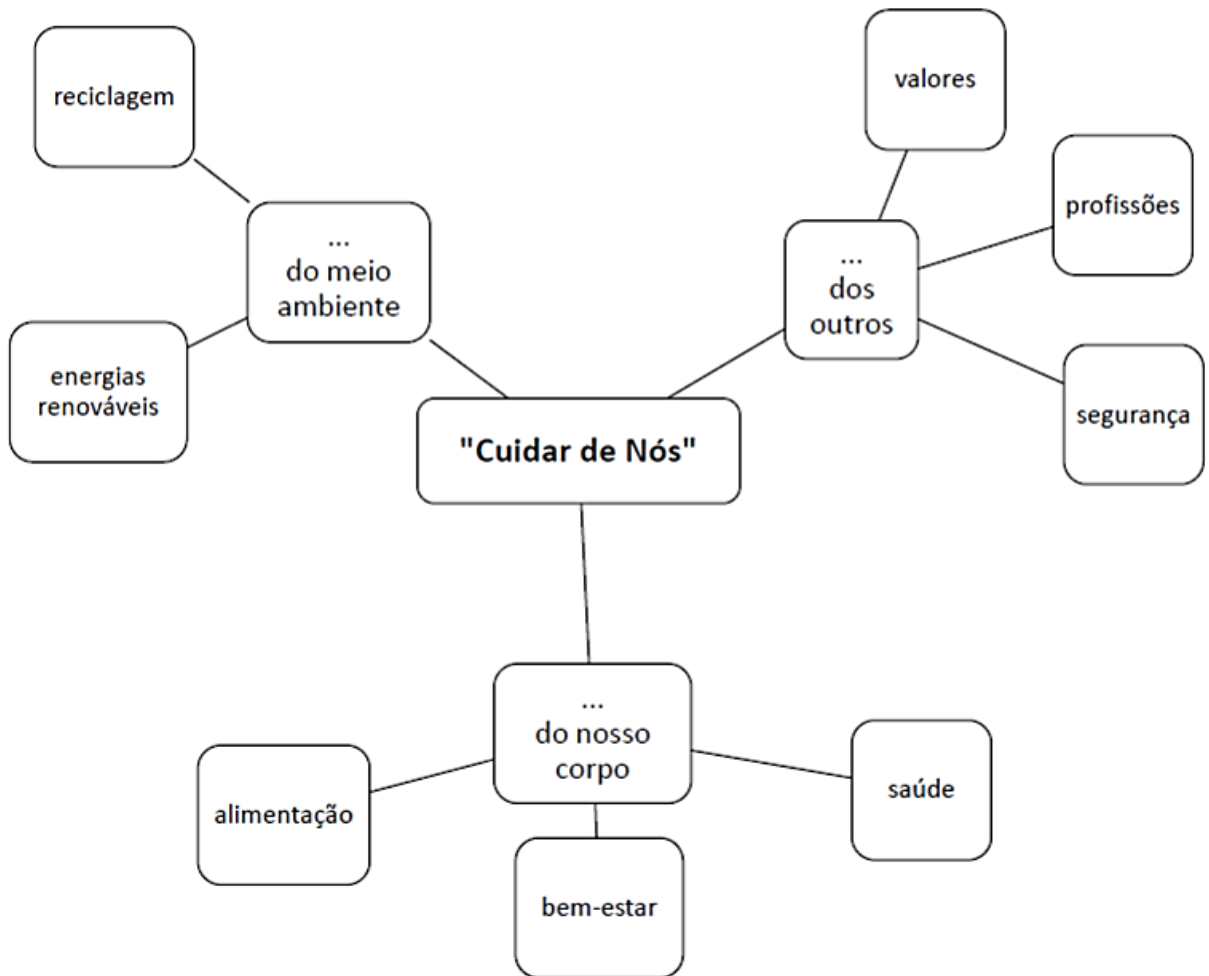 reciclagem
valores
profissões
...
do meio
ambiente
...
dos
outros
energias
renováveis
segurança
"Cuidar de Nós"
...
do nosso
corpo
alimentação
saúde
bem-estar